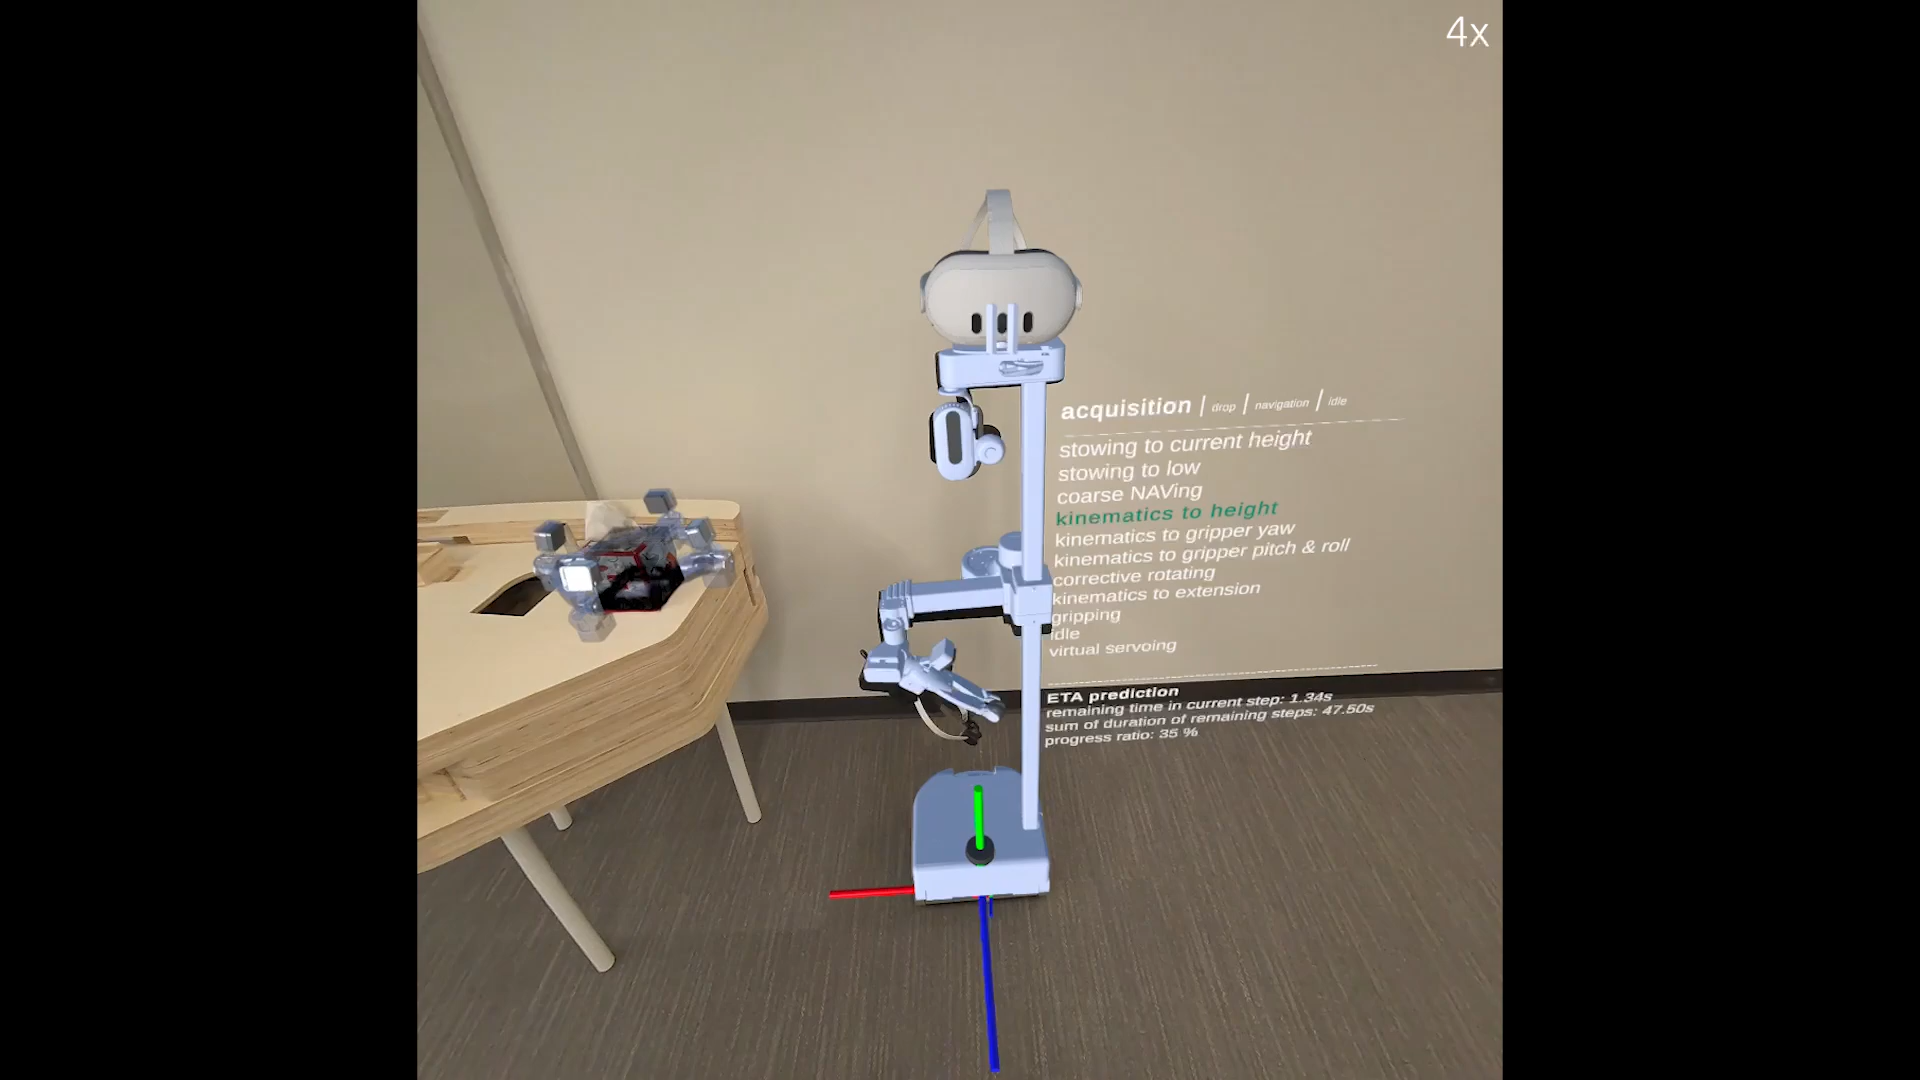 4x
acquisition | drop | navigation | idle
stowing to current height
stowing to low
coarse NAVing
kinematics to height
kinematics to gripper yaw
kinematics to gripper pitch & roll
corrective rotating
kinematics to extension
gripping
idle
virtual servoing
ETA prediction
remaining time in current step: 1.34s
sum of duration of remaining steps: 47.50s
progress ratio: 35 %